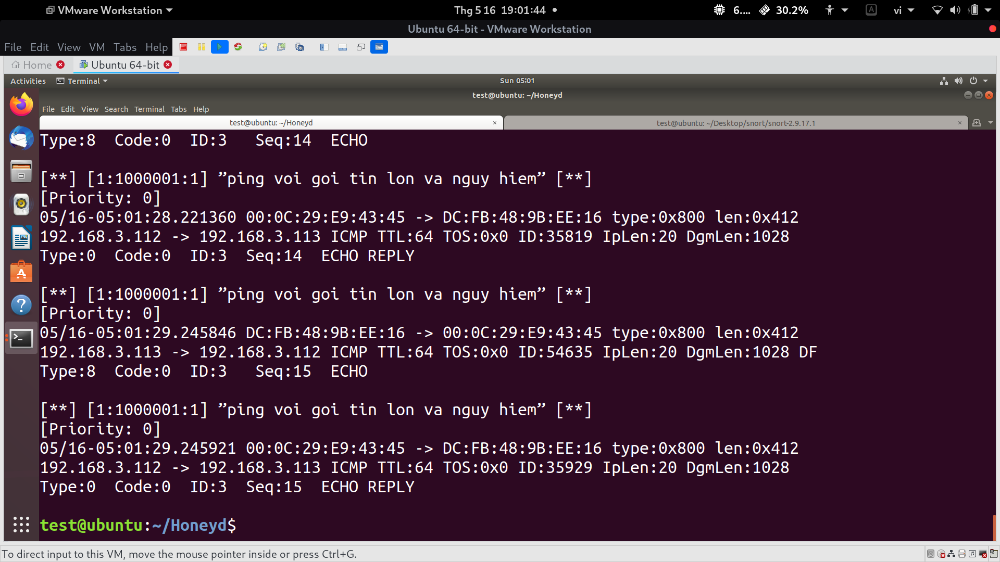 VMware Workstation
Thg 5 16 19:01:44
6.... 30.2% A vi
Ubuntu 64-bit - VMware Workstation
File Edit View VM Tabs Help
Home Ubuntu 64-bit
Activities Terminal Sun 05:01
test@ubuntu: ~/Honeyd
File Edit View Search Terminal Tabs Help
test@ubuntu: ~/Honeyd × test@ubuntu: ~/Desktop/snort/snort-2.9.17.1 ×
Type:8 Code:0 ID:3 Seq:14 ECHO
[**] [1:1000001:1] ”ping voi goi tin lon va nguy hiem” [**]
[Priority: 0]
05/16-05:01:28.221360 00:0C:29:E9:43:45 -> DC:FB:48:9B:EE:16 type:0x800 len:0x412
192.168.3.112 -> 192.168.3.113 ICMP TTL:64 TOS:0x0 ID:35819 IpLen:20 DgmLen:1028
Type:0 Code:0 ID:3 Seq:14 ECHO REPLY
[**] [1:1000001:1] ”ping voi goi tin lon va nguy hiem” [**]
[Priority: 0]
05/16-05:01:29.245846 DC:FB:48:9B:EE:16 -> 00:0C:29:E9:43:45 type:0x800 len:0x412
192.168.3.113 -> 192.168.3.112 ICMP TTL:64 TOS:0x0 ID:54635 IpLen:20 DgmLen:1028 DF
Type:8 Code:0 ID:3 Seq:15 ECHO
[**] [1:1000001:1] ”ping voi goi tin lon va nguy hiem” [**]
[Priority: 0]
05/16-05:01:29.245921 00:0C:29:E9:43:45 -> DC:FB:48:9B:EE:16 type:0x800 len:0x412
192.168.3.112 -> 192.168.3.113 ICMP TTL:64 TOS:0x0 ID:35929 IpLen:20 DgmLen:1028
Type:0 Code:0 ID:3 Seq:15 ECHO REPLY
test@ubuntu:~/Honeyd$
To direct input to this VM, move the mouse pointer inside or press Ctrl+G.